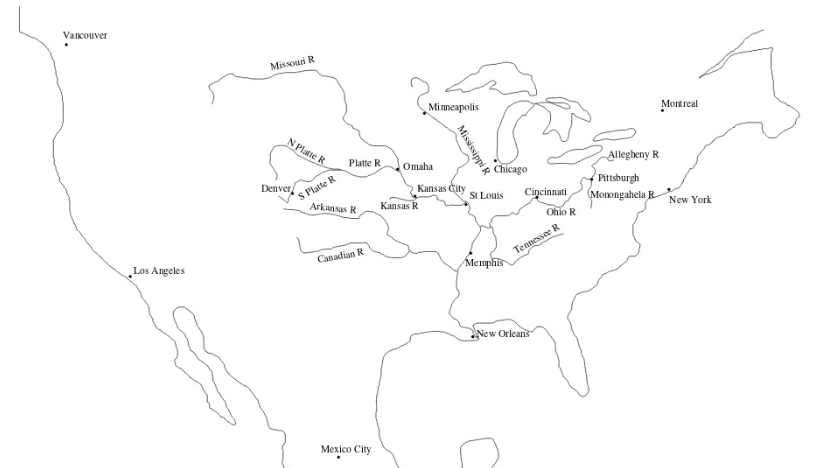 Vancouver
Missouri R
Minneapolis
Montreal
Mississippi R
N Platte R
Platte R
Omaha
Chicago
Allegheny R
Denver
S Platte R
Kansas City
St Louis
Cincinnati
Pittsburgh
Monongahela R
New York
Arkansas R
Kansas R
Ohio R
Tennessee R
Canadian R
Memphis
Los Angeles
New Orleans
Mexico City